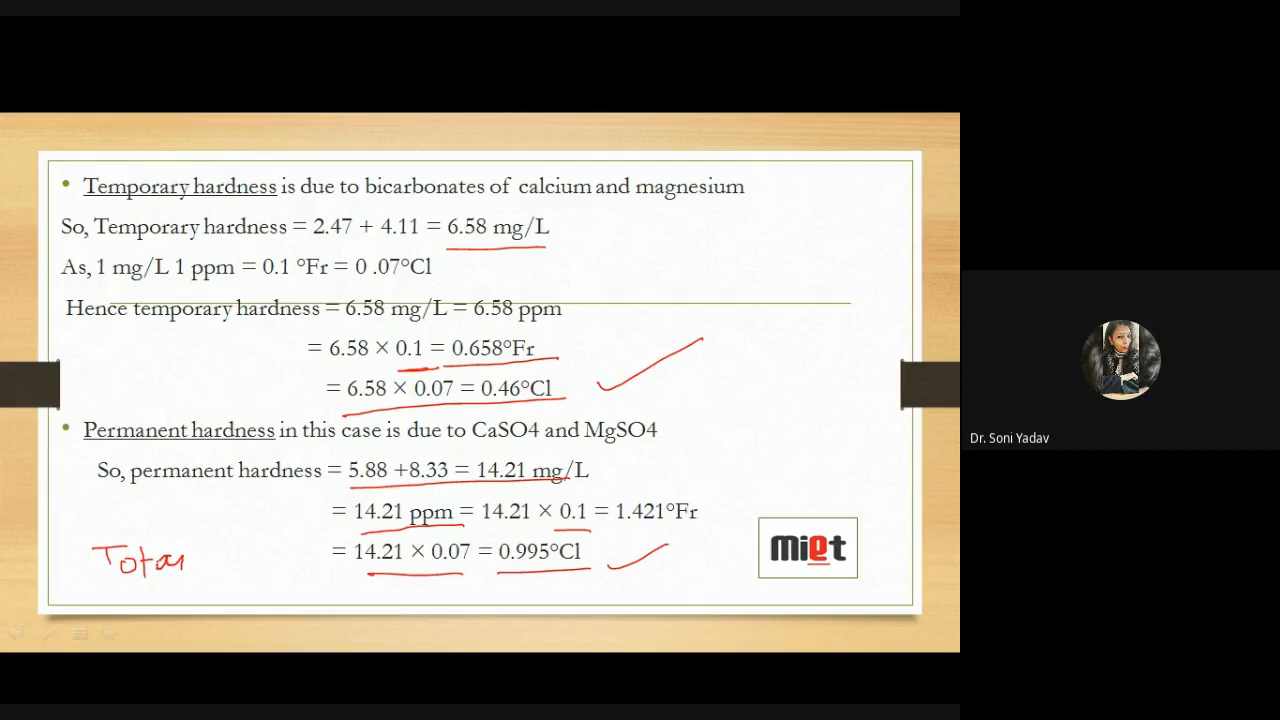 • Temporary hardness is due to bicarbonates of calcium and magnesium
So, Temporary hardness = 2.47 + 4.11 = 6.58 mg/L
As, 1 mg/L 1 ppm = 0.1 °Fr = 0 .07°Cl
Hence temporary hardness = 6.58 mg/L = 6.58 ppm
= 6.58 × 0.1 = 0.658°Fr
= 6.58 × 0.07 = 0.46°Cl
• Permanent hardness in this case is due to CaSO4 and MgSO4
So, permanent hardness = 5.88 +8.33 = 14.21 mg/L
= 14.21 ppm = 14.21 × 0.1 = 1.421°Fr
= 14.21 × 0.07 = 0.995°Cl
Total
miet
Dr. Soni Yadav